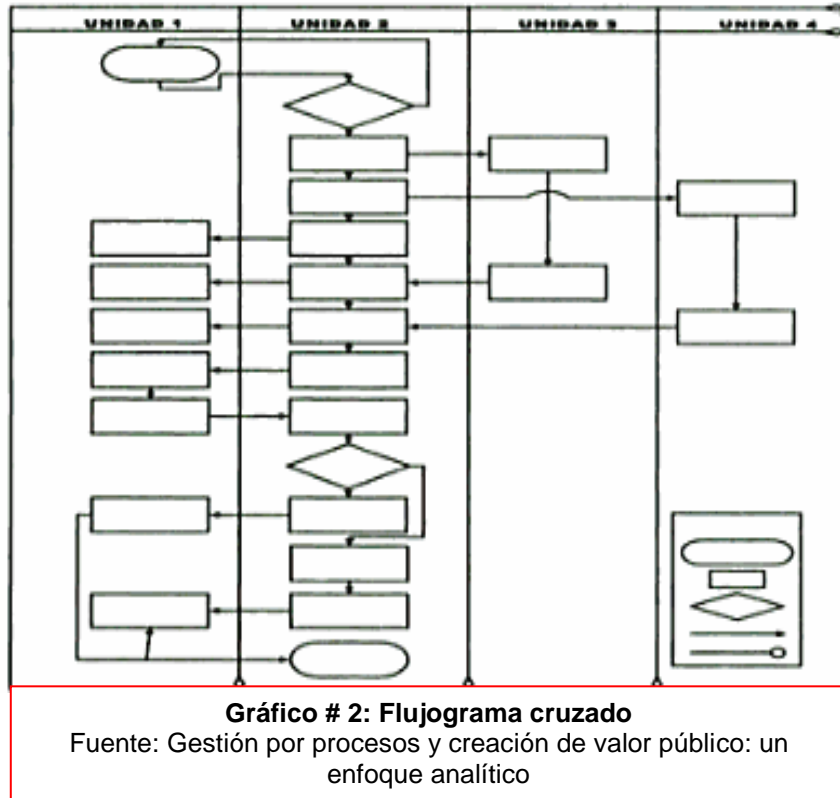 UNIDAD 1 UNIDAD 2 UNIDAD 3 UNIDAD 4
Gráfico # 2: Flujograma cruzado
Fuente: Gestión por procesos y creación de valor público: un
enfoque analítico